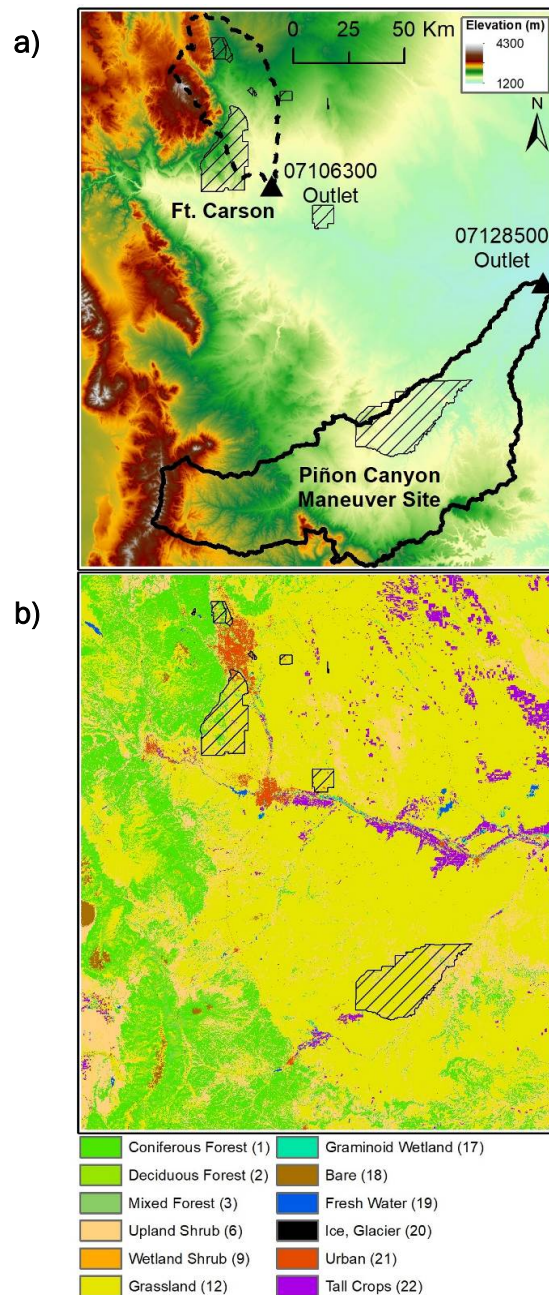 a)
0 25 50 Km
Elevation (m)
4300
1200
N
07106300
Outlet
Ft. Carson
07128500
Outlet
Piñon Canyon
Maneuver Site
b)
Coniferous Forest (1)
Deciduous Forest (2)
Mixed Forest (3)
Upland Shrub (6)
Wetland Shrub (9)
Grassland (12)
Graminoid Wetland (17)
Bare (18)
Fresh Water (19)
Ice, Glacier (20)
Urban (21)
Tall Crops (22)